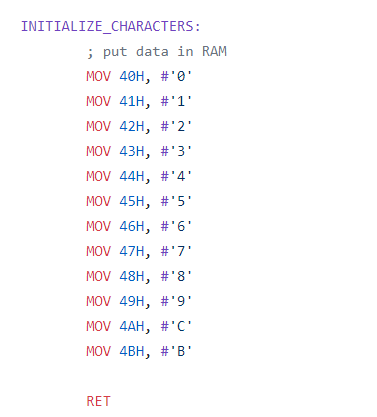 INITIALIZE_CHARACTERS:
; put data in RAM
MOV 40H, #'0'
MOV 41H, #'1'
MOV 42H, #'2'
MOV 43H, #'3'
MOV 44H, #'4'
MOV 45H, #'5'
MOV 46H, #'6'
MOV 47H, #'7'
MOV 48H, #'8'
MOV 49H, #'9'
MOV 4AH, #'C'
MOV 4BH, #'B'
RET